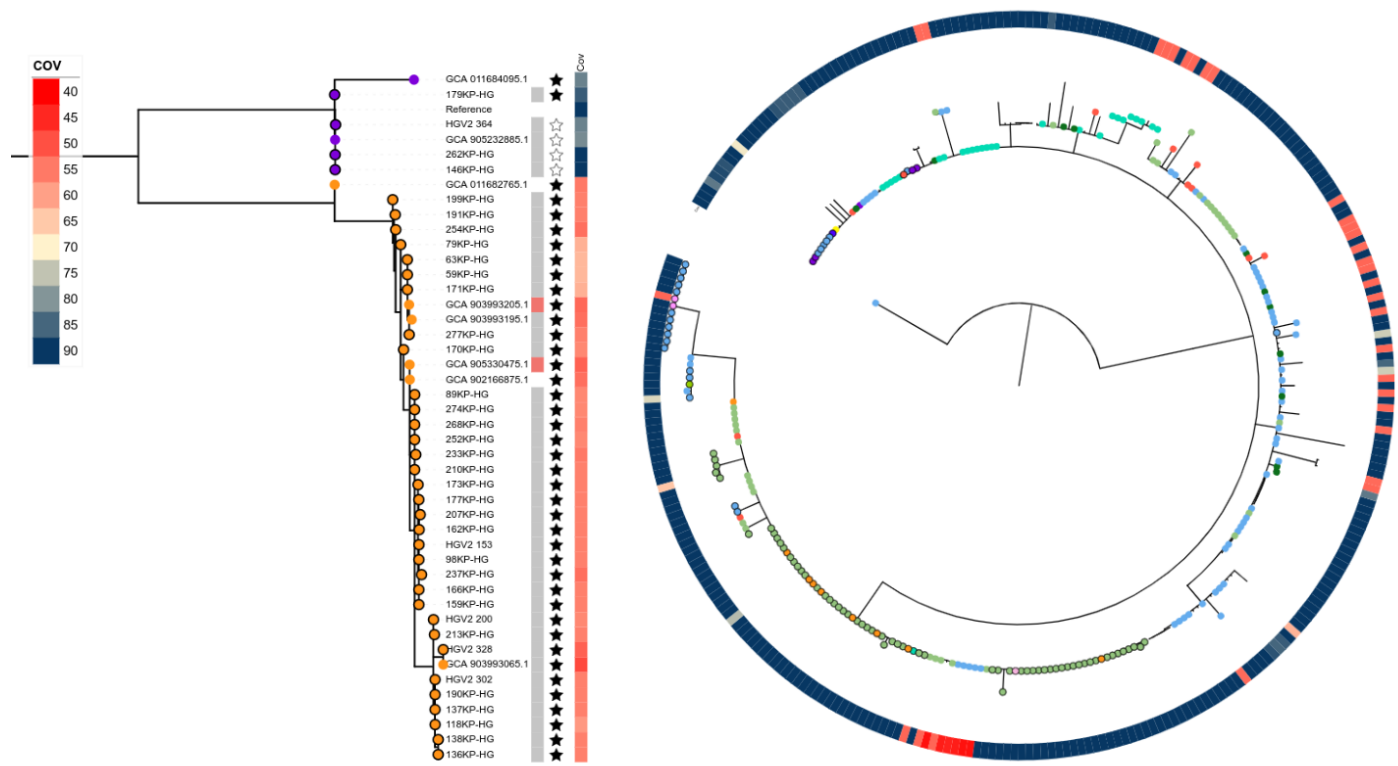 COV
40
45
50
55
60
65
70
75
80
85
90
Cov
GCA 011684095.1
179KP-HG
Reference
HGV2 364
GCA 905232885.1
262KP-HG
146KP-HG
GCA 011682765.1
199KP-HG
191KP-HG
254KP-HG
79KP-HG
63KP-HG
59KP-HG
171KP-HG
GCA 903993205.1
GCA 903993195.1
277KP-HG
170KP-HG
GCA 905330475.1
GCA 902166875.1
89KP-HG
274KP-HG
268KP-HG
252KP-HG
233KP-HG
210KP-HG
173KP-HG
177KP-HG
207KP-HG
162KP-HG
HGV2 153
98KP-HG
237KP-HG
166KP-HG
159KP-HG
HGV2 200
213KP-HG
HGV2 328
GCA 903993065.1
HGV2 302
190KP-HG
137KP-HG
118KP-HG
138KP-HG
136KP-HG